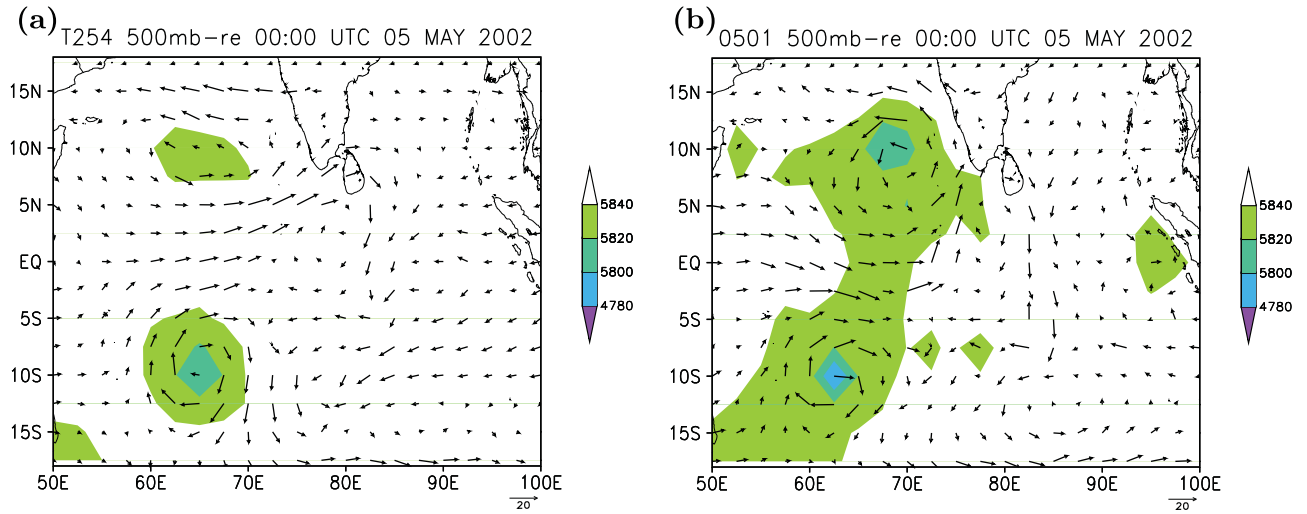 (a)
T254 500mb-re 00:00 UTC 05 MAY 2002
15N
10N
5N
EQ
5S
10S
15S
50E 60E 70E 80E 90E 100E
20
5840
5820
5800
4780
(b)
0501 500mb-re 00:00 UTC 05 MAY 2002
15N
10N
5N
EQ
5S
10S
15S
50E 60E 70E 80E 90E 100E
20
5840
5820
5800
4780